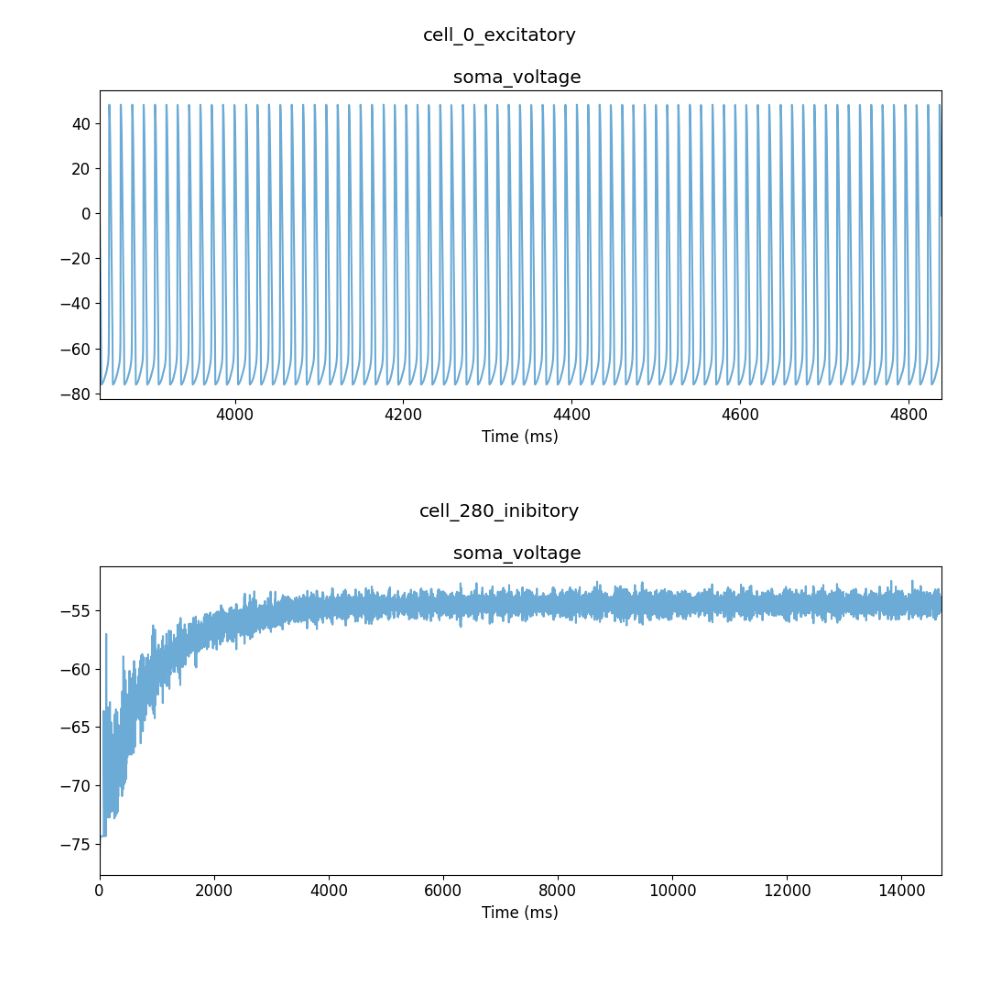 cell_0_excitatory
soma_voltage
40
20
0
−20
−40
−60
−80
4000 4200 4400 4600 4800
Time (ms)
cell_280_inibitory
soma_voltage
−55
−60
−65
−70
−75
0 2000 4000 6000 8000 10000 12000 14000
Time (ms)